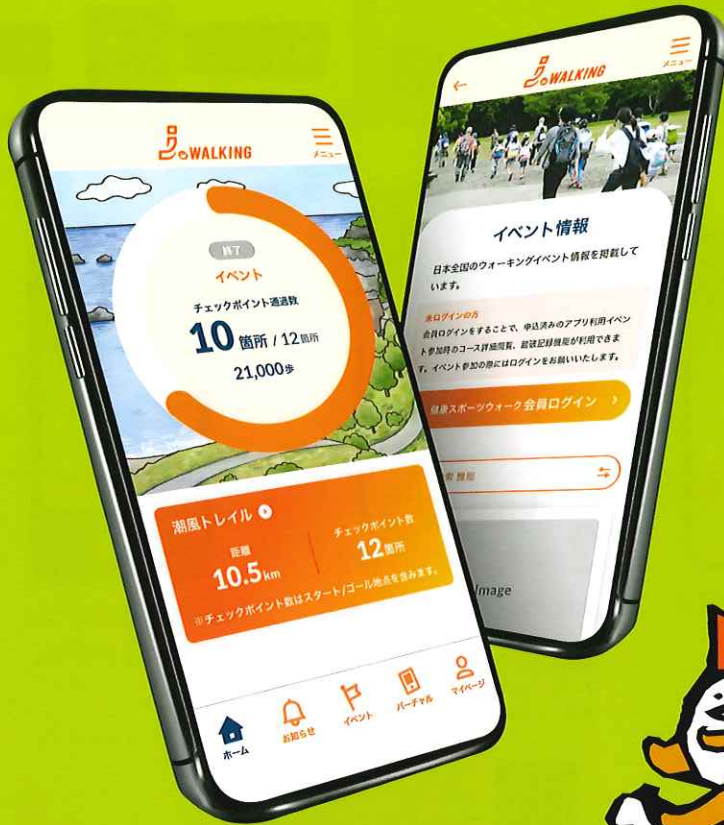 WALKING
メニュー
終了
イベント
チェックポイント通過数
10箇所 / 12箇所
21,000歩
潮風トレイル
距離
10.5km
チェックポイント数
12箇所
※チェックポイント数はスタート/ゴール地点を含みます。
ホーム
お知らせ
イベント
バーチャル
マイページ
WALKING
メニュー
イベント情報
日本全国のウォーキングイベント情報を掲載して
います。
未ログインの方
会員ログインをすることで、申込済みのアプリ利用イベン
ト参加時のコース詳細閲覧、踏破記録機能が利用できま
す。イベント参加の際にはログインをお願いいたします。
健康スポーツウォーク会員ログイン
機能
Image